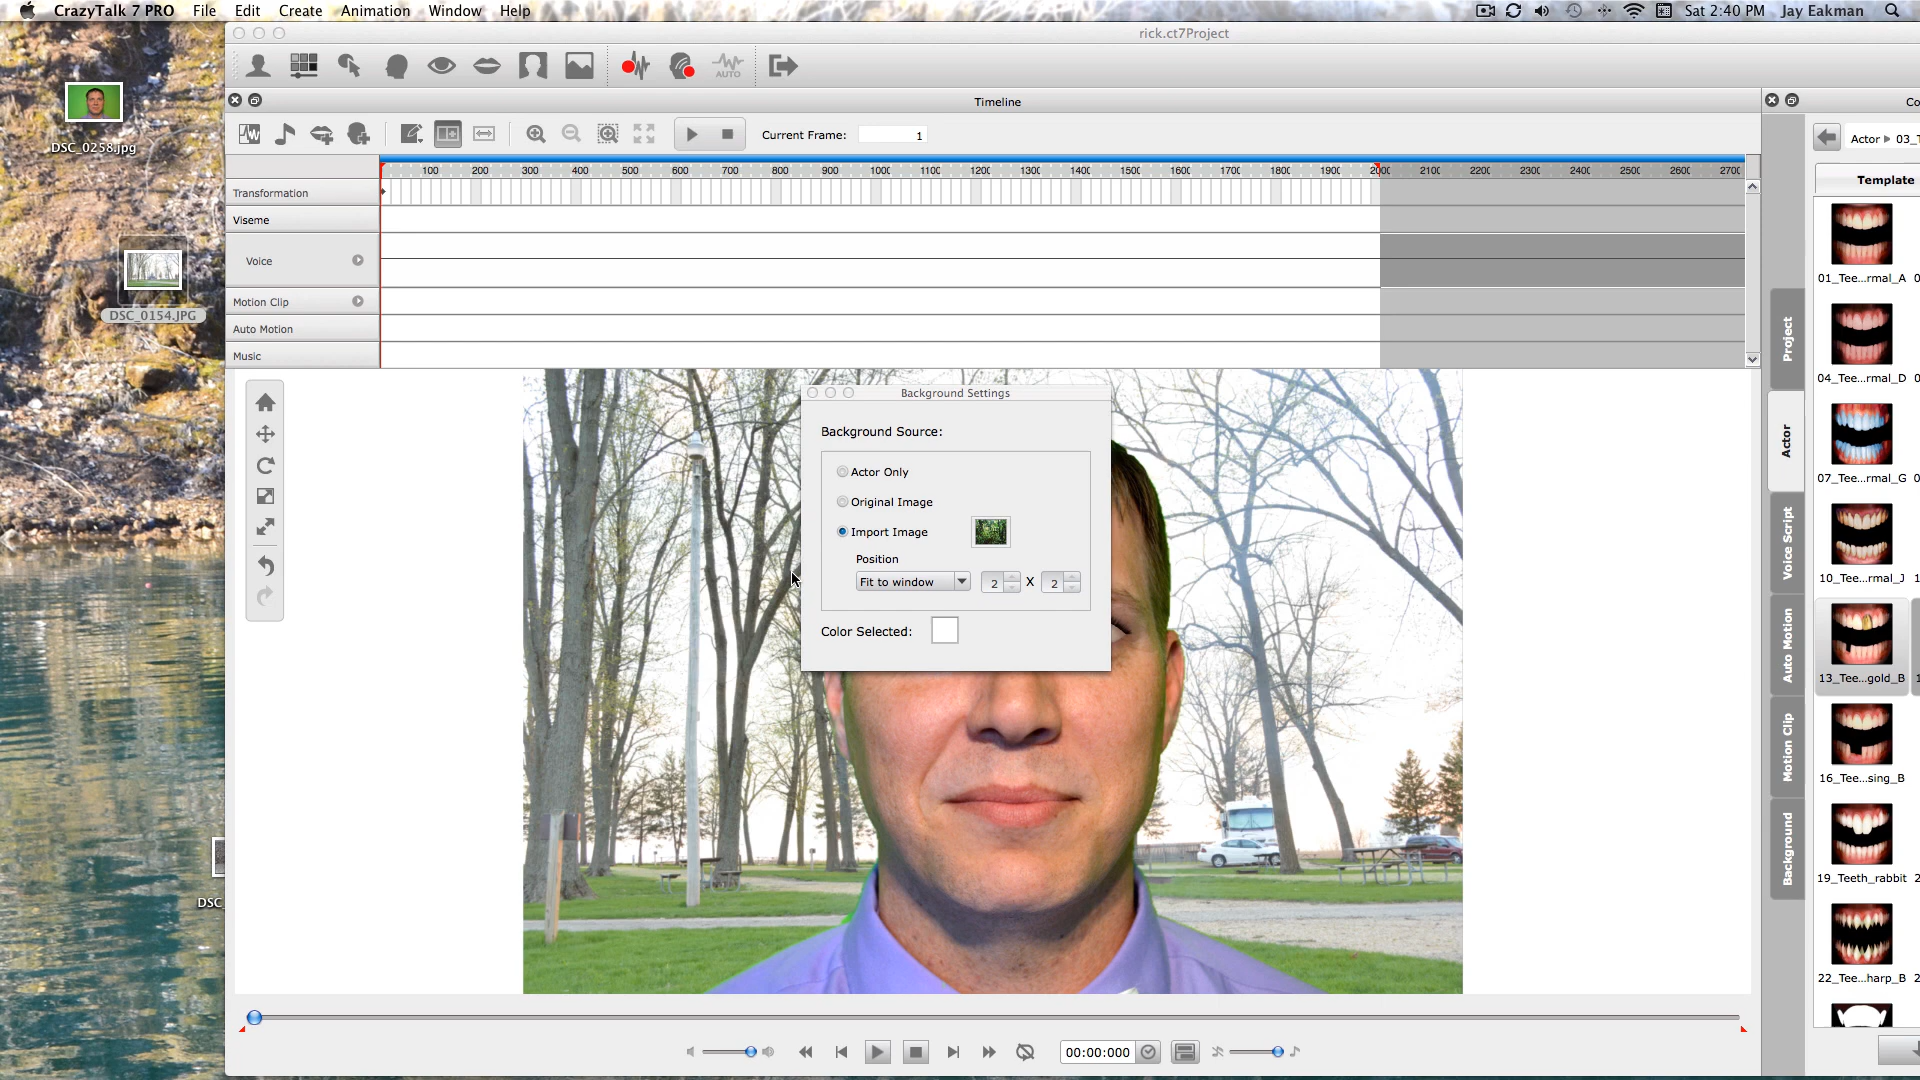 CrazyTalk 7 PRO File Edit Create Animation Window Help Sat 2:40 PM Jay Eakman
rick.ct7Project
AUTO
Timeline
Current Frame: 1
Actor 03_T
Template
100 200 300 400 500 600 700 800 900 1000 1100 1200 1300 1400 1500 1600 1700 1800 1900 2000 2100 2200 2300 2400 2500 2600 2700
Transformation
Viseme
Voice
Motion Clip
Auto Motion
Music
DSC_0258.jpg
DSC_0154.JPG
DSC_
Background Settings
Background Source:
Actor Only
Original Image
Import Image
Position
Fit to window 2 X 2
Color Selected:
Project
Actor
Voice Script
Auto Motion
Motion Clip
Background
01_Tee...rmal_A
04_Tee...rmal_D
07_Tee...rmal_G
10_Tee...rmal_J
13_Tee...gold_B
16_Tee...sing_B
19_Teeth_rabbit
22_Tee...harp_B
00:00:000